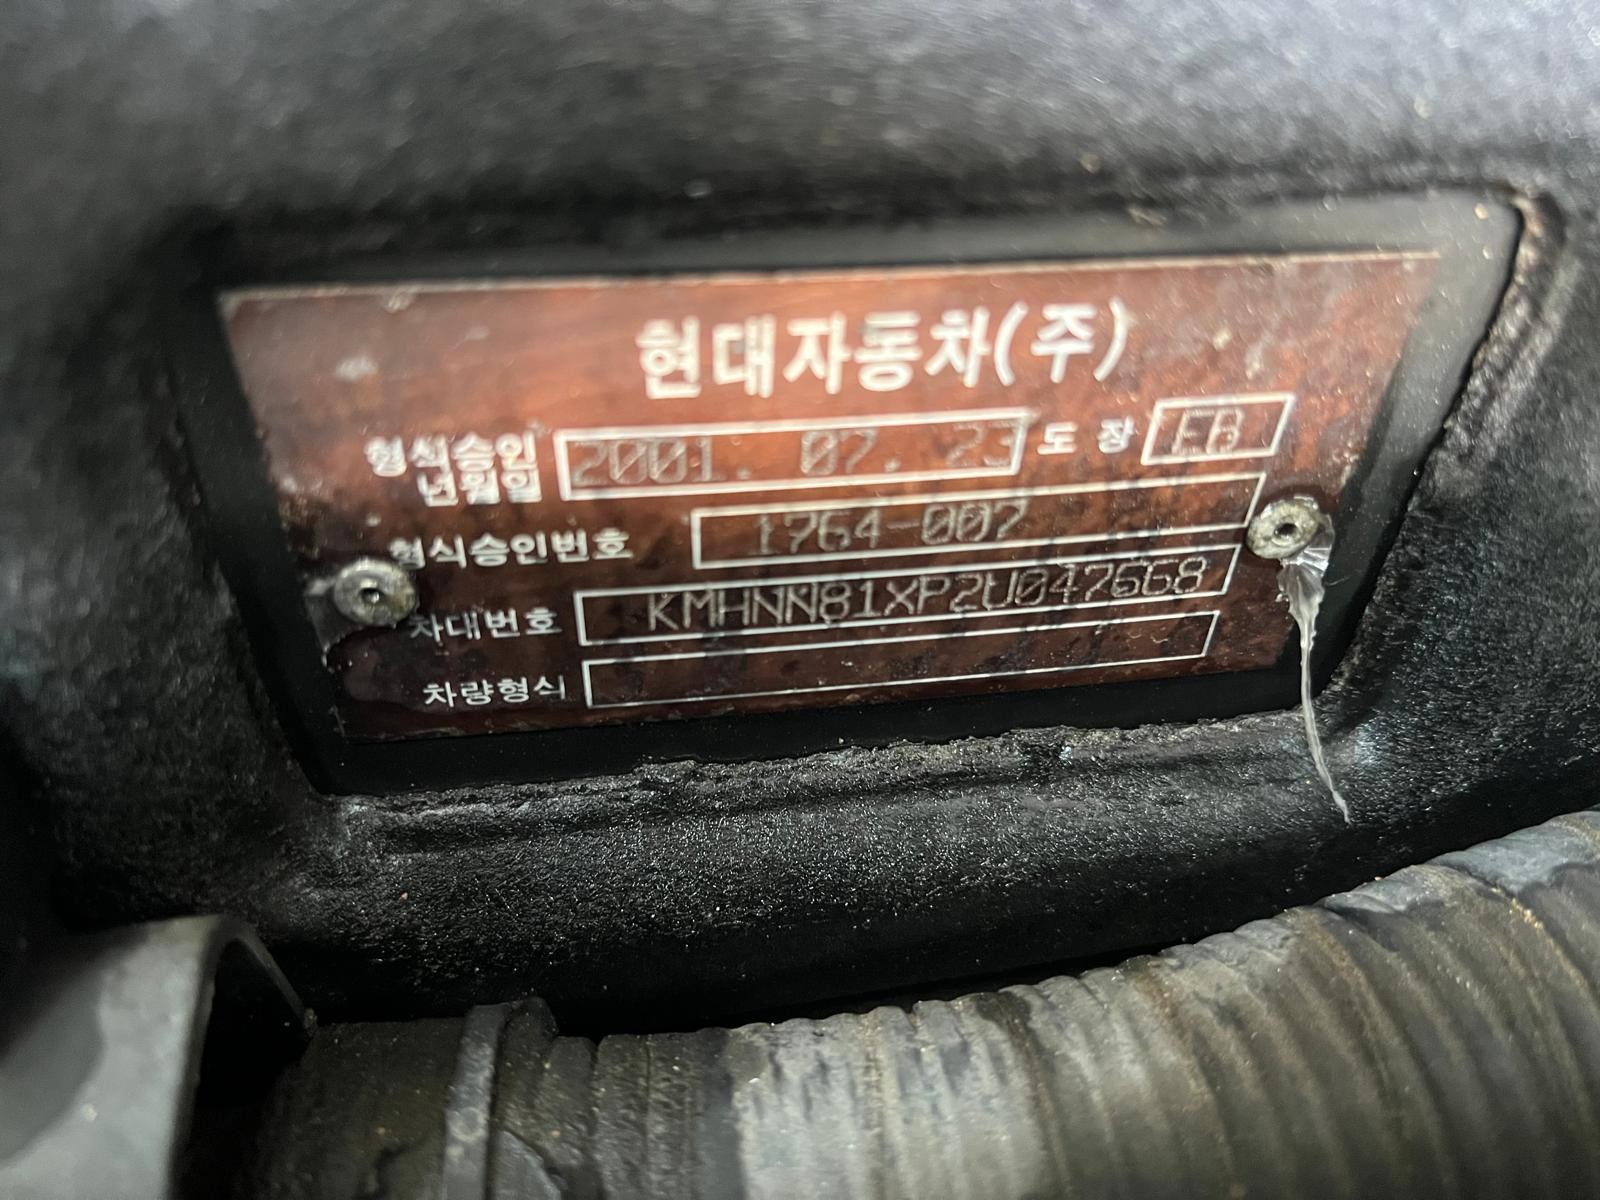 현대자동차(주)
형식승인 년월일 2001. 07. 23 도장 EB
형식승인번호 1764-007
차대번호 KMHNN81XP2U047668
차량형식